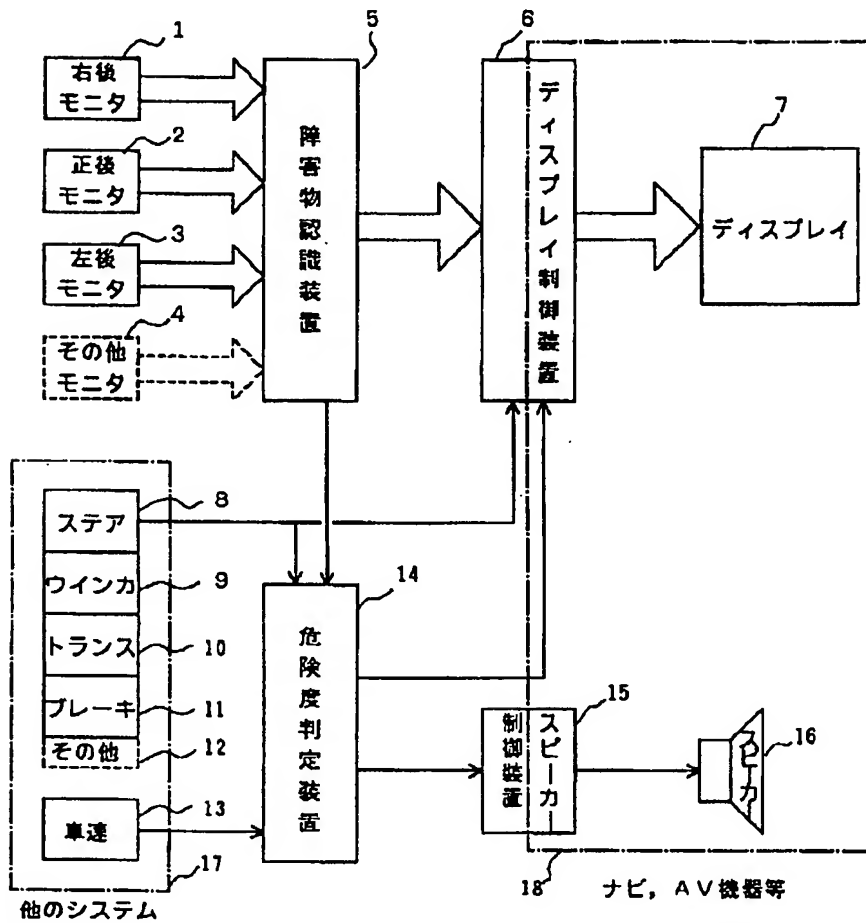 1
右後
モニタ
2
正後
モニタ
3
左後
モニタ
4
その他
モニタ
5
障害物認識装置
6
ディスプレイ制御装置
7
ディスプレイ
8
ステア
ウインカ
9
トランス
10
ブレーキ
11
その他
12
13
車速
17
他のシステム
14
危険度判定装置
15
スピーカー
制御装置
16
スピーカ
18
ナビ，AV機器等